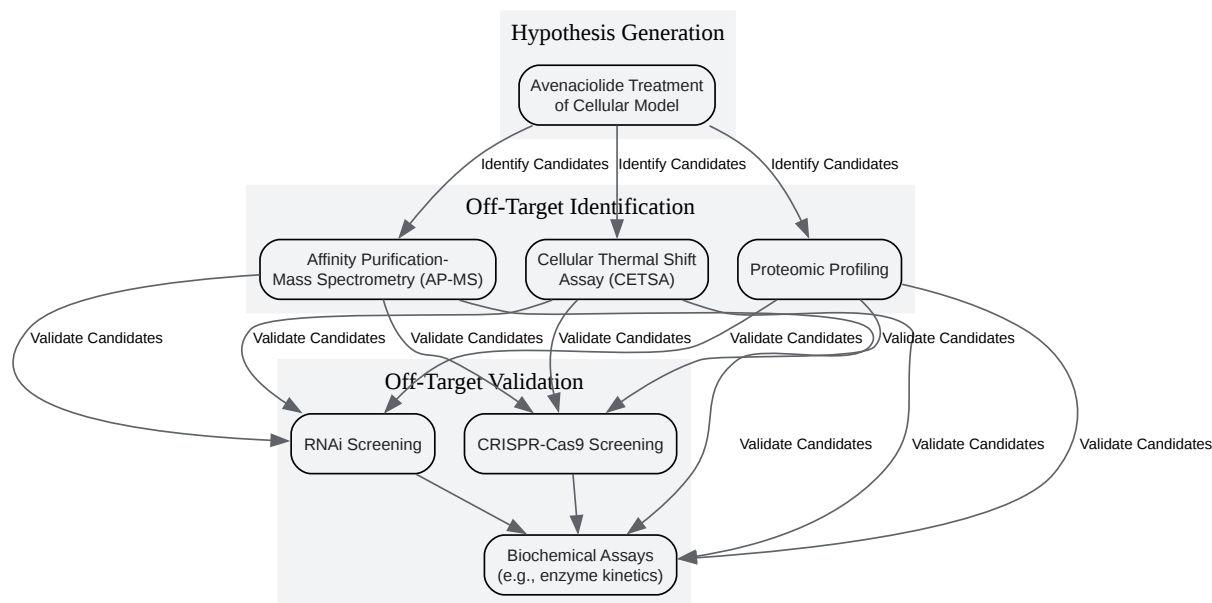 Hypothesis Generation
Avenaciolide Treatment
of Cellular Model
Identify Candidates
Identify Candidates
Identify Candidates
Off-Target Identification
Affinity Purification-
Mass Spectrometry (AP-MS)
Cellular Thermal Shift
Assay (CETSA)
Proteomic Profiling
Validate Candidates
Validate Candidates
Validate Candidates
Validate Candidates
Validate Candidates
Validate Candidates
Off-Target Validation
RNAi Screening
CRISPR-Cas9 Screening
Validate Candidates
Validate Candidates
Validate Candidates
Biochemical Assays
(e.g., enzyme kinetics)